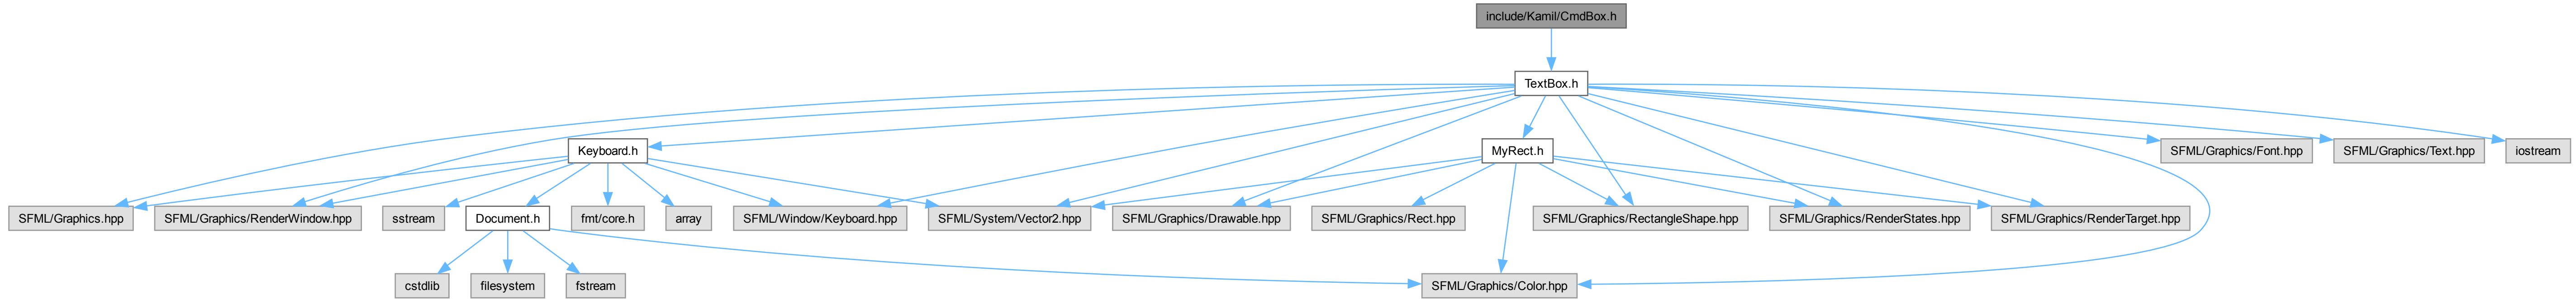 include/Kamil/CmdBox.h
TextBox.h
Keyboard.h
MyRect.h
SFML/Graphics/Font.hpp
SFML/Graphics/Text.hpp
iostream
SFML/Graphics.hpp
SFML/Graphics/RenderWindow.hpp
sstream
Document.h
fmt/core.h
array
SFML/Window/Keyboard.hpp
SFML/System/Vector2.hpp
SFML/Graphics/Drawable.hpp
SFML/Graphics/Rect.hpp
SFML/Graphics/RectangleShape.hpp
SFML/Graphics/RenderStates.hpp
SFML/Graphics/RenderTarget.hpp
cstdlib
filesystem
fstream
SFML/Graphics/Color.hpp